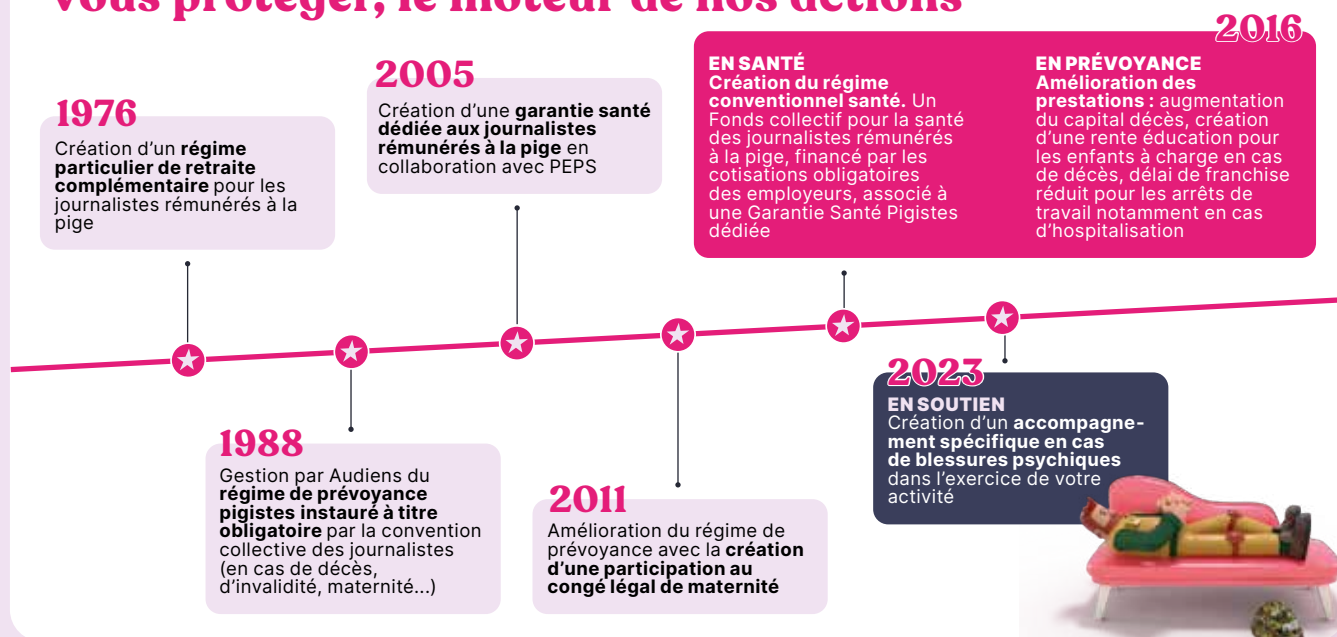 vous protéger, le moteur de nos actions
1976
Création d'un régime
particulier de retraite
complémentaire pour les
journalistes rémunérés à la
pige
1988
Gestion par Audiens du
régime de prévoyance
pigistes instauré à titre
obligatoire par la convention
collective des journalistes
(en cas de décès,
d'invalidité, maternité...)
2005
Création d'une garantie santé
dédiée aux journalistes
rémunérés à la pige en
collaboration avec PEPS
2011
Amélioration du régime de
prévoyance avec la création
d'une participation au
congé légal de maternité
2016
EN SANTÉ
Création du régime
conventionnel santé. Un
Fonds collectif pour la santé
des journalistes rémunérés
à la pige, financé par les
cotisations obligatoires
des employeurs, associé à
une Garantie Santé Pigistes
dédiée
EN PRÉVOYANCE
Amélioration des
prestations : augmentation
du capital décès, création
d'une rente éducation pour
les enfants à charge en cas
de décès, délai de franchise
réduit pour les arrêts de
travail notamment en cas
d'hospitalisation
2023
EN SOUTIEN
Création d'un accompagne-
ment spécifique en cas
de blessures psychiques
dans l'exercice de votre
activité